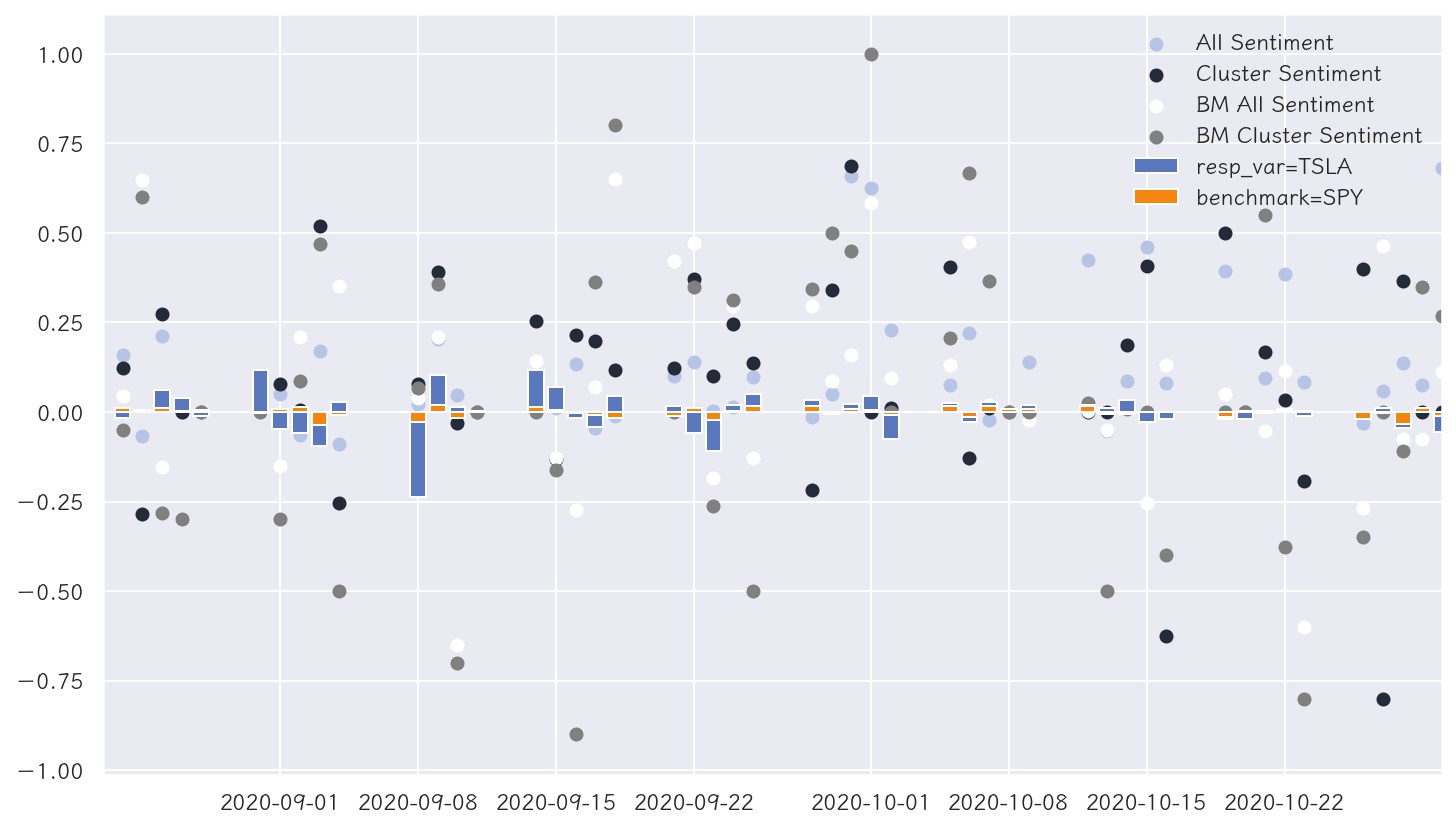 1.00
0.75
0.50
0.25
0.00
−0.25
−0.50
−0.75
−1.00
All Sentiment
Cluster Sentiment
BM All Sentiment
BM Cluster Sentiment
resp_var=TSLA
benchmark=SPY
2020-09-01 2020-09-08 2020-09-15 2020-09-22 2020-10-01 2020-10-08 2020-10-15 2020-10-22